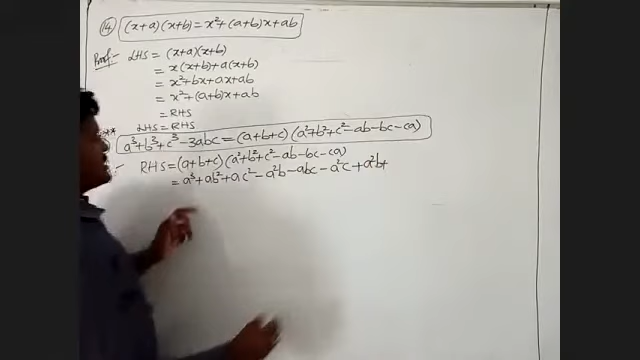 (14) (x+a)(x+b) = x²+(a+b)x+ab
Proof:- LHS = (x+a)(x+b)
= x(x+b)+a(x+b)
= x²+bx+ax+ab
= x²+(a+b)x+ab
= RHS
LHS = RHS
** a³+b³+c³-3abc = (a+b+c)(a²+b²+c²-ab-bc-ca)
:- RHS = (a+b+c)(a²+b²+c²-ab-bc-ca)
= a³+ab²+ac²-a²b-abc-a²c+a²b+